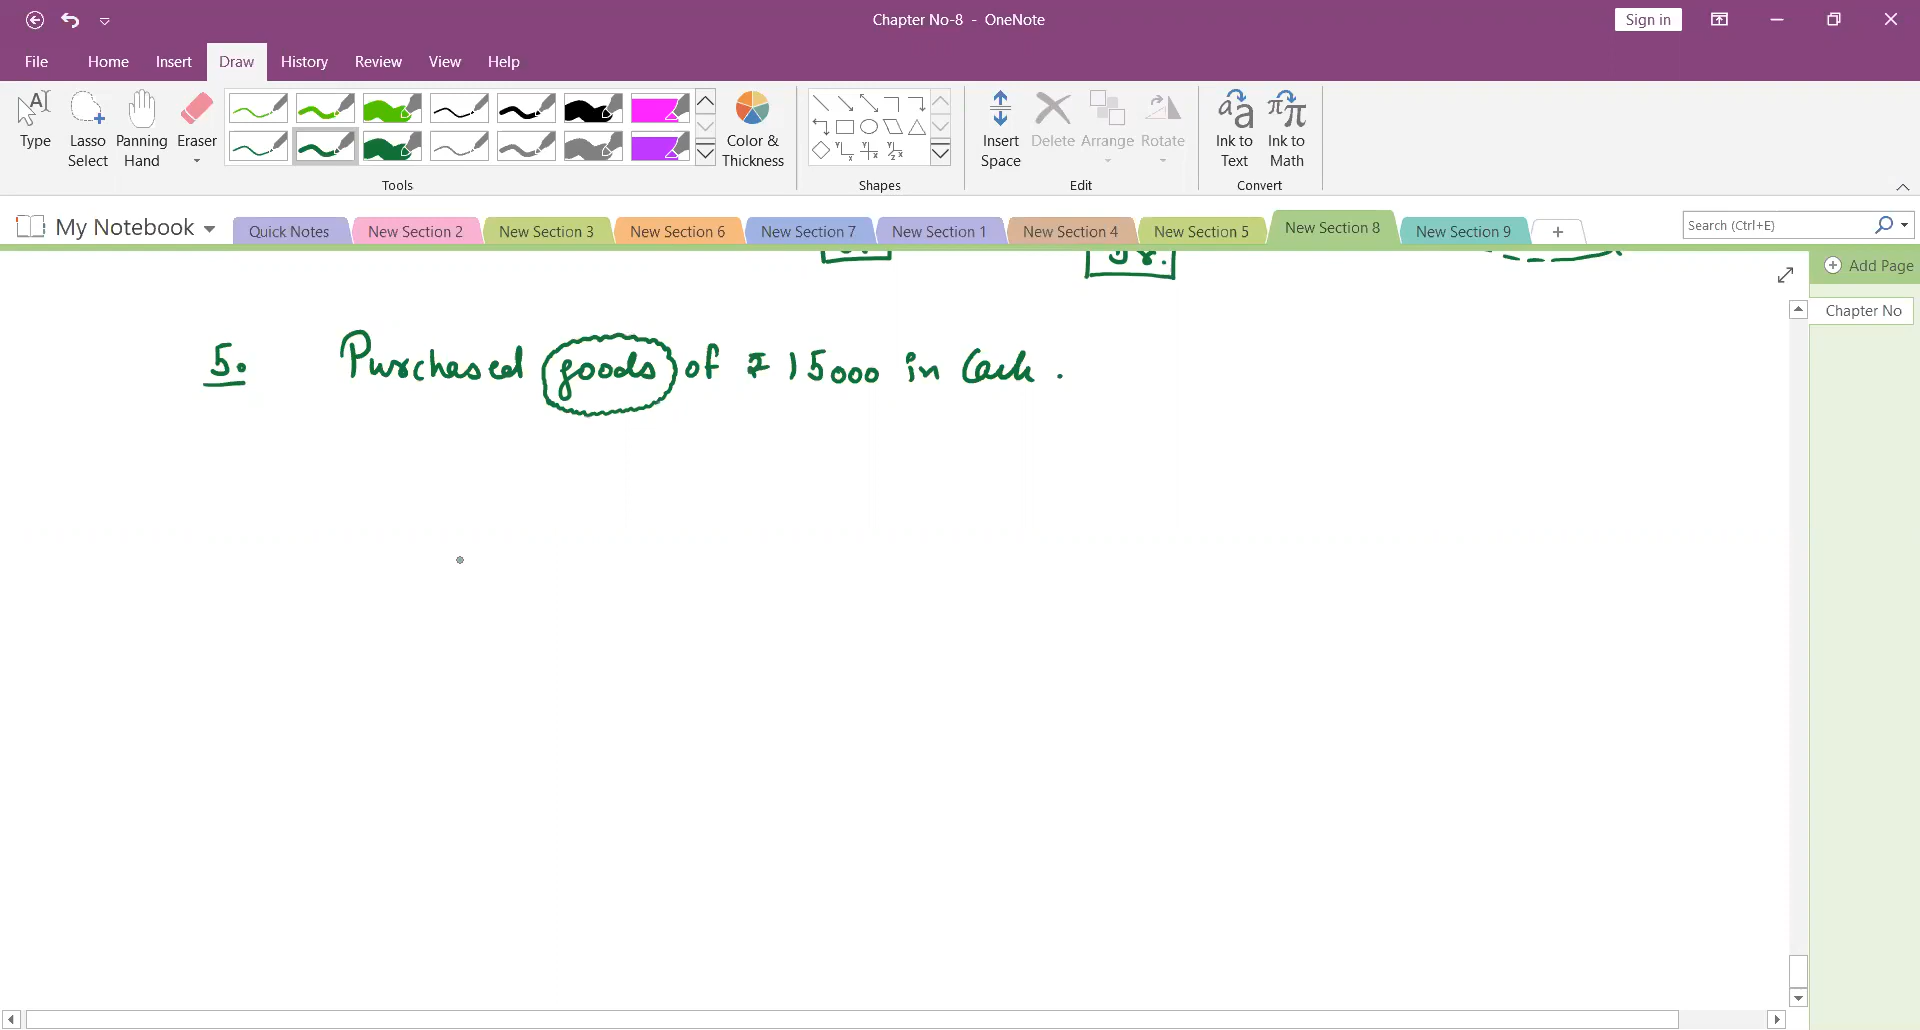 Chapter No-8 - OneNote
Sign in
File Home Insert Draw History Review View Help
Type
Lasso Select
Panning Hand
Eraser
Color & Thickness
Insert Space
Delete
Arrange
Rotate
Ink to Text
Ink to Math
Tools
Shapes
Edit
Convert
My Notebook
Quick Notes New Section 2 New Section 3 New Section 6 New Section 7 New Section 1 New Section 4 New Section 5 New Section 8 New Section 9
Search (Ctrl+E)
Add Page
Chapter No
5. Purchased goods of ₹ 15000 in Cash.